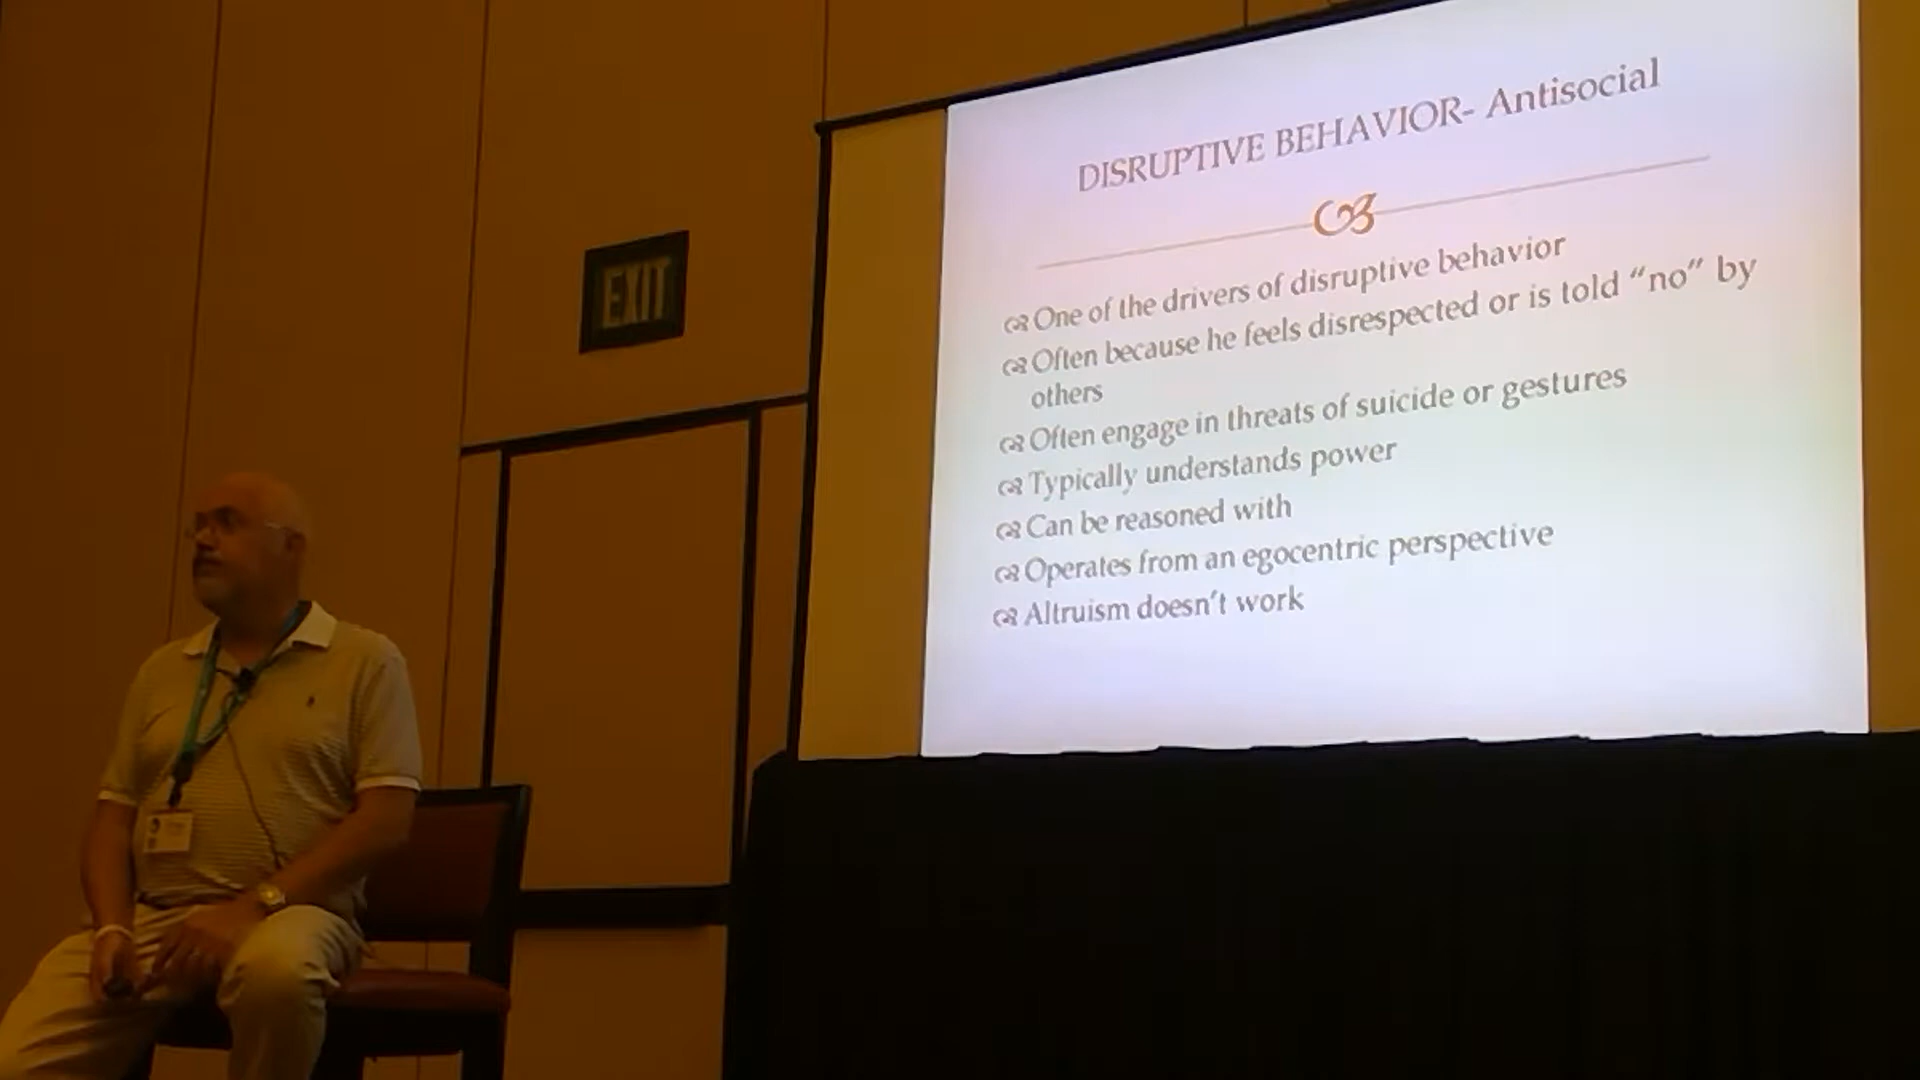 DISRUPTIVE BEHAVIOR- Antisocial
EXIT
One of the drivers of disruptive behavior
Often because he feels disrespected or is told “no” by
others
Often engage in threats of suicide or gestures
Typically understands power
Can be reasoned with
Operates from an egocentric perspective
Altruism doesn’t work